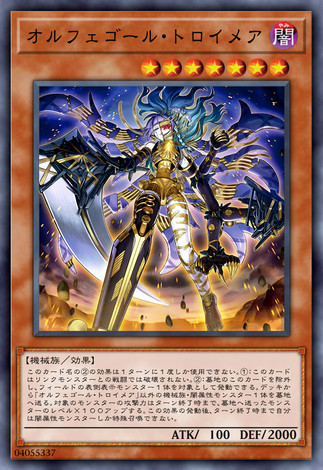 オルフェゴール・トロイメア
闇
やみ
【機械族/効果】
このカード名の②の効果は1ターンに1度しか使用できない。①:このカード
はリンクモンスターとの戦闘では破壊されない。②:墓地のこのカードを除外
し、フィールドの表側表示モンスター1体を対象として発動できる。デッキか
ら「オルフェゴール・トロイメア」以外の機械族・闇属性モンスター1体を墓地
へ送る。対象のモンスターの攻撃力はターン終了時まで、墓地へ送ったモンス
ターのレベル×100アップする。この効果の発動後、ターン終了時まで自分
は闇属性モンスターしか特殊召喚できない。
ATK/ 100 DEF/2000
04055337